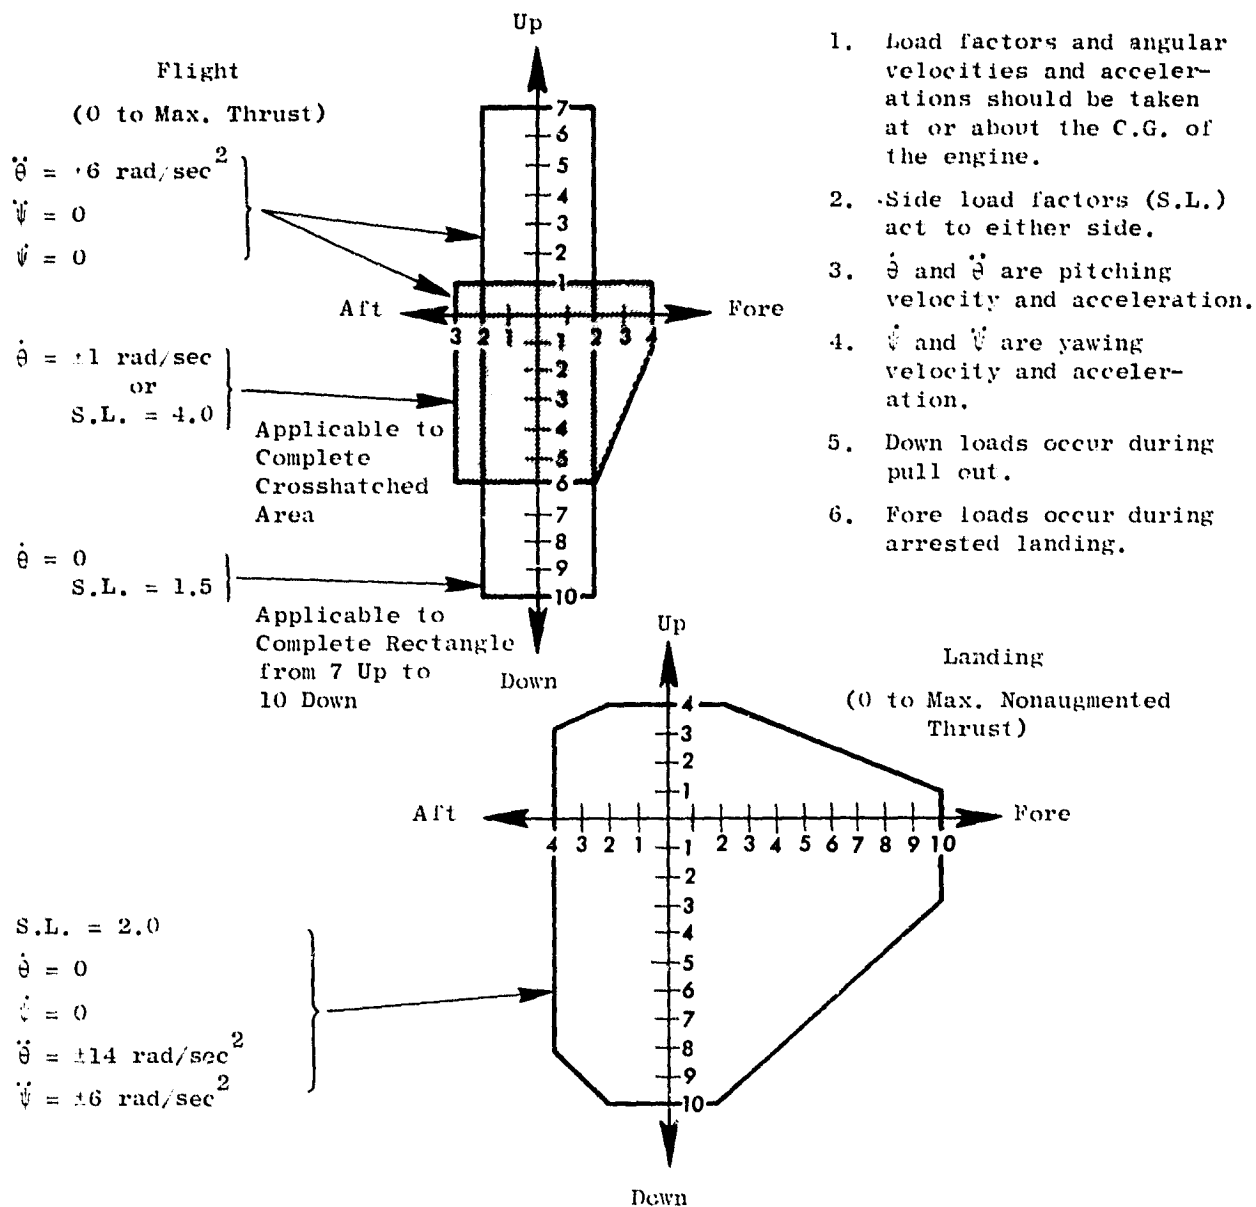 Up
Flight
(0 to Max. Thrust)
θ̈ = ±6 rad/sec²
ψ̈ = 0
ψ̇ = 0
7
6
5
4
3
2
1
Aft
Fore
3 2 1 1 2 3 4
2
3
4
5
6
7
8
9
10
Down
θ̇ = ±1 rad/sec
or
S.L. = 4.0
Applicable to
Complete
Crosshatched
Area
θ̇ = 0
S.L. = 1.5
Applicable to
Complete Rectangle
from 7 Up to
10 Down
1. Load factors and angular
velocities and acceler-
ations should be taken
at or about the C.G. of
the engine.
2. Side load factors (S.L.)
act to either side.
3. θ̇ and θ̈ are pitching
velocity and acceleration.
4. ψ̇ and ψ̈ are yawing
velocity and acceler-
ation.
5. Down loads occur during
pull out.
6. Fore loads occur during
arrested landing.
Up
Landing
(0 to Max. Nonaugmented
Thrust)
4
3
2
1
Aft
Fore
4 3 2 1 1 2 3 4 5 6 7 8 9 10
2
3
4
5
6
7
8
9
10
Down
S.L. = 2.0
θ̇ = 0
ψ̇ = 0
θ̈ = ±14 rad/sec²
ψ̈ = ±6 rad/sec²